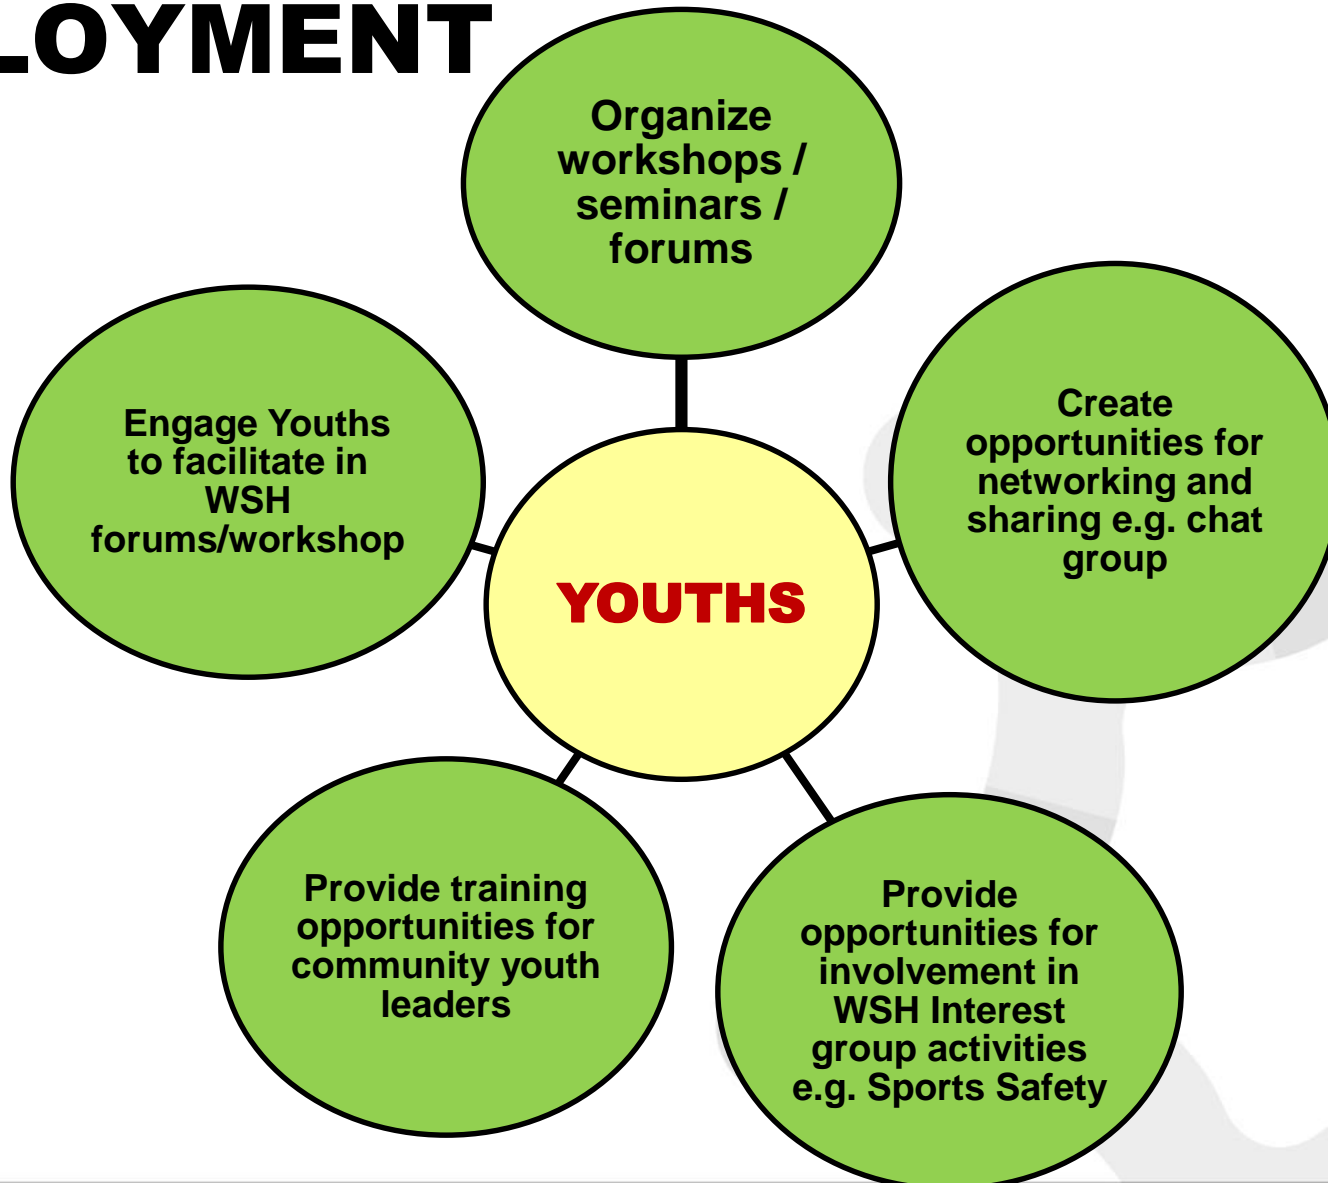 LOYMENT
Organize
workshops /
seminars /
forums
Create
opportunities for
networking and
sharing e.g. chat
group
Engage Youths
to facilitate in
WSH
forums/workshop
YOUTHS
Provide training
opportunities for
community youth
leaders
Provide
opportunities for
involvement in
WSH Interest
group activities
e.g. Sports Safety